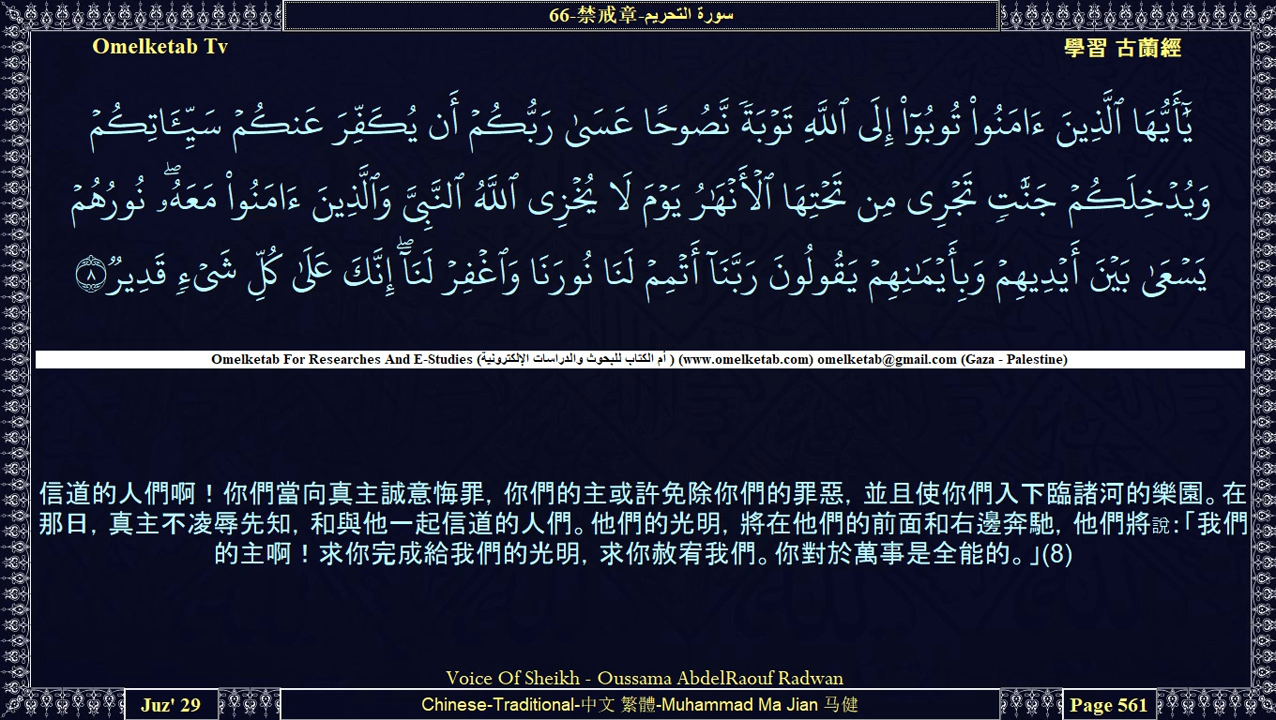 66-禁戒章-سورة التحريم
Omelketab Tv
學習 古蘭經
يَٰٓأَيُّهَا ٱلَّذِينَ ءَامَنُوا۟ تُوبُوٓا۟ إِلَى ٱللَّهِ تَوْبَةً نَّصُوحًا عَسَىٰ رَبُّكُمْ أَن يُكَفِّرَ عَنكُمْ سَيِّـَٔاتِكُمْ
وَيُدْخِلَكُمْ جَنَّٰتٍ تَجْرِى مِن تَحْتِهَا ٱلْأَنْهَٰرُ يَوْمَ لَا يُخْزِى ٱللَّهُ ٱلنَّبِىَّ وَٱلَّذِينَ ءَامَنُوا۟ مَعَهُۥ ۖ نُورُهُمْ
يَسْعَىٰ بَيْنَ أَيْدِيهِمْ وَبِأَيْمَٰنِهِمْ يَقُولُونَ رَبَّنَآ أَتْمِمْ لَنَا نُورَنَا وَٱغْفِرْ لَنَآ ۖ إِنَّكَ عَلَىٰ كُلِّ شَىْءٍ قَدِيرٌ ٨
Omelketab For Researches And E-Studies (أم الكتاب للبحوث والدراسات الإلكترونية ) (www.omelketab.com) omelketab@gmail.com (Gaza - Palestine)
信道的人們啊！你們當向真主誠意悔罪，你們的主或許免除你們的罪惡，並且使你們入下臨諸河的樂園。在
那日，真主不凌辱先知，和與他一起信道的人們。他們的光明，將在他們的前面和右邊奔馳，他們將說：「我們
的主啊！求你完成給我們的光明，求你赦宥我們。你對於萬事是全能的。」(8)
Voice Of Sheikh - Oussama AbdelRaouf Radwan
Juz' 29
Chinese-Traditional-中文 繁體-Muhammad Ma Jian 马健
Page 561